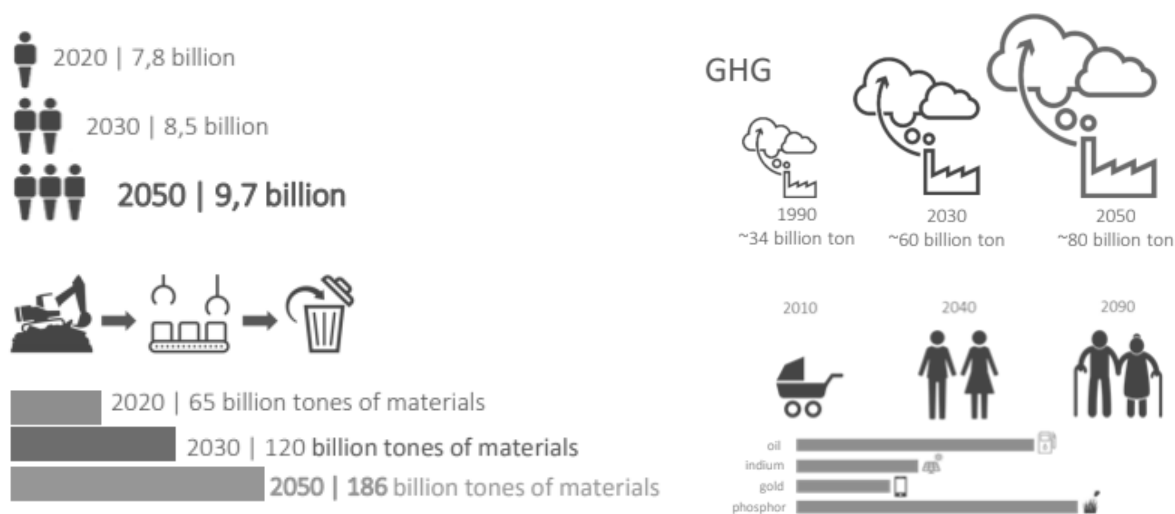 2020 | 7,8 billion
2030 | 8,5 billion
2050 | 9,7 billion
2020 | 65 billion tones of materials
2030 | 120 billion tones of materials
2050 | 186 billion tones of materials
GHG
1990
~34 billion ton
2030
~60 billion ton
2050
~80 billion ton
2010
2040
2090
oil
indium
gold
phosphor